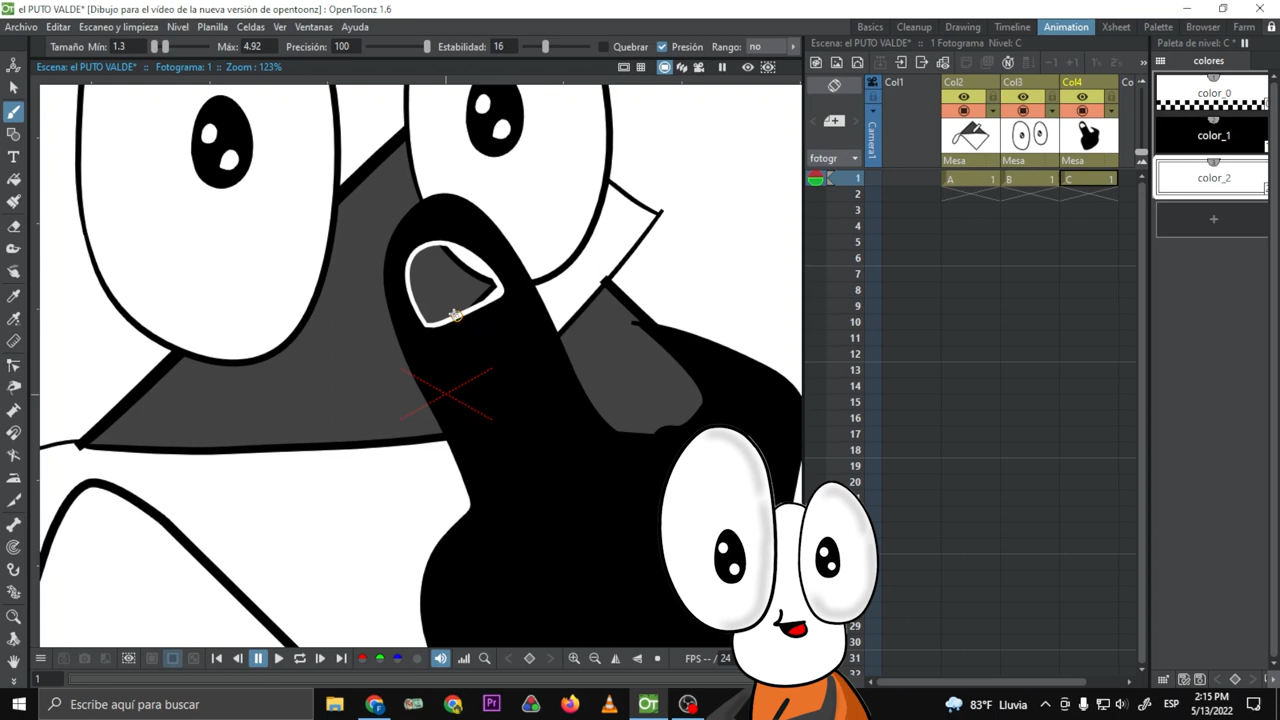 el PUTO VALDE* [Dibujo para el vídeo de la nueva versión de opentoonz] : OpenToonz 1.6
Archivo Editar Escaneo y limpieza Nivel Planilla Celdas Ver Ventanas Ayuda
Basics Cleanup Drawing Timeline Animation Xsheet Palette Browser Farm
Tamaño Mín: 1.3 Máx: 4.92 Precisión: 100 Estabilidad: 16 Quebrar Presión Rango: no
Escena: el PUTO VALDE* :: 1 Fotograma Nivel: C
Paleta de nivel: C*
Escena: el PUTO VALDE* :: Fotograma: 1 :: Zoom : 123%
colores
Col1 Col2 Col3 Col4 Co
color_0
color_1
color_2
Camera1
fotogr
Mesa Mesa Mesa
1 A 1 B 1 C 1
2
3
4
5
6
7
8
9
10
11
12
13
14
15
16
17
18
19
20
29
30
31
32
FPS -- / 24
1
Escribe aquí para buscar
83°F Lluvia
ESP
2:15 PM
5/13/2022